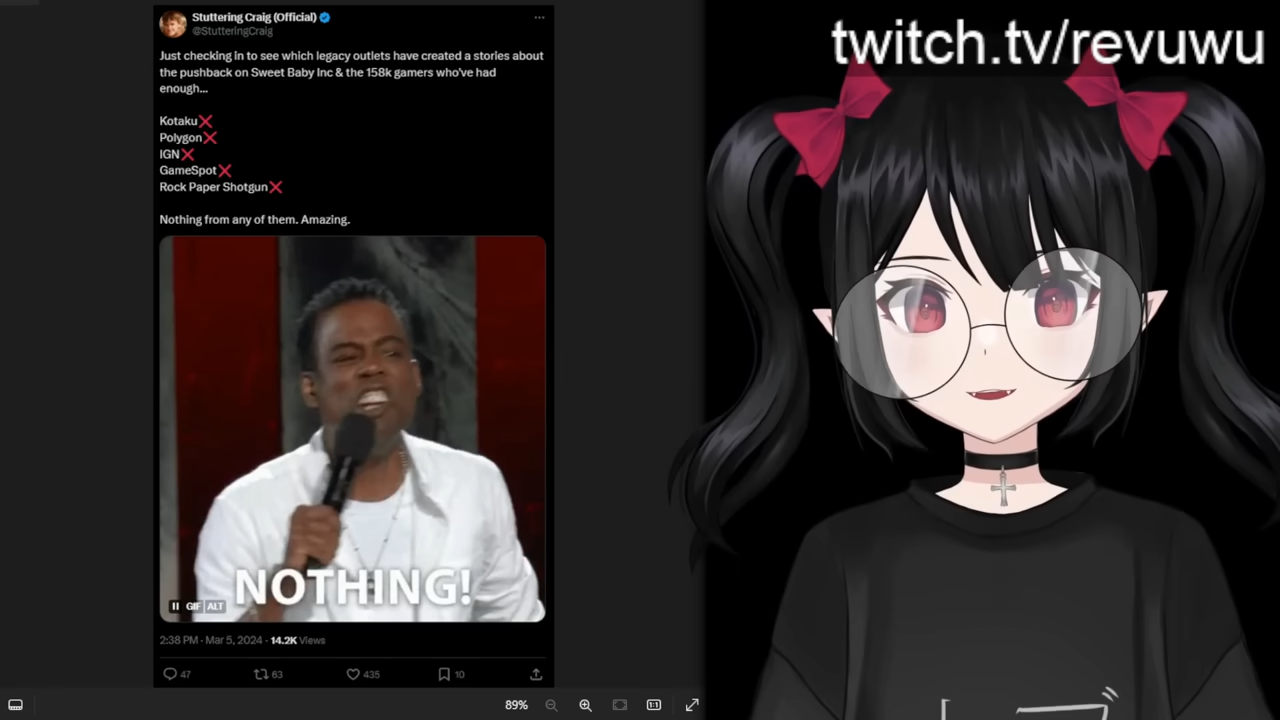 Stuttering Craig (Official)
@StutteringCraig
Just checking in to see which legacy outlets have created a stories about
the pushback on Sweet Baby Inc & the 158k gamers who've had
enough...
Kotaku❌
Polygon❌
IGN❌
GameSpot❌
Rock Paper Shotgun❌
Nothing from any of them. Amazing.
NOTHING!
GIF ALT
2:38 PM · Mar 5, 2024 · 14.2K Views
47 63 435 10
89% 1:1
twitch.tv/revuwu